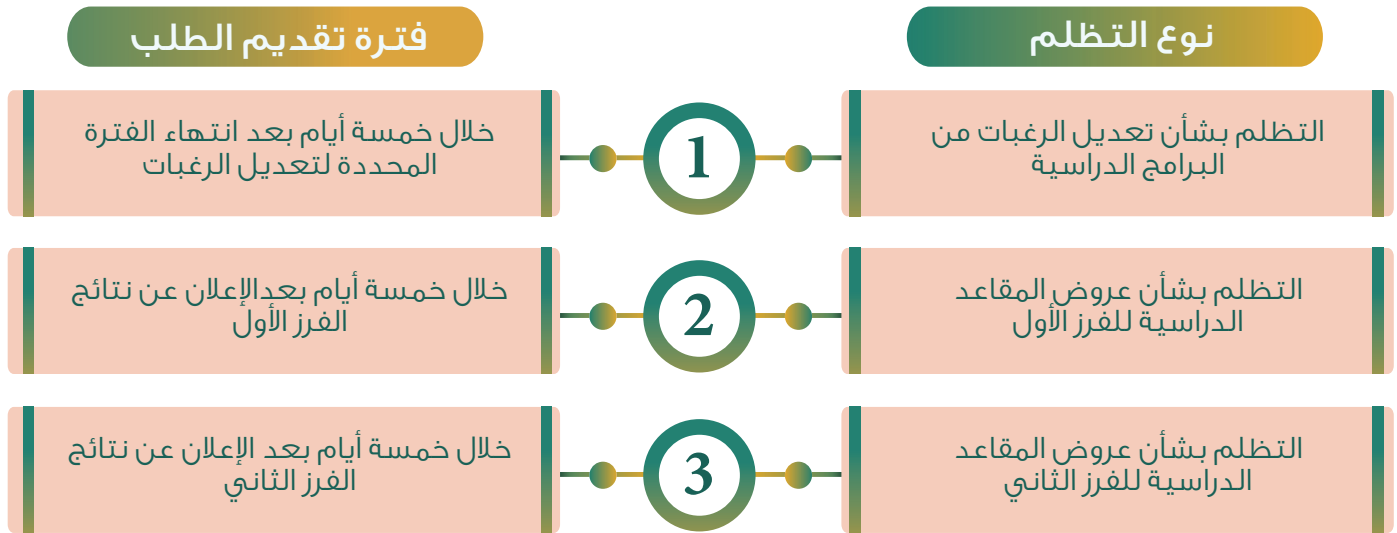 نوع التظلم
فترة تقديم الطلب
التظلم بشأن تعديل الرغبات من
البرامج الدراسية
1
خلال خمسة أيام بعد انتهاء الفترة
المحددة لتعديل الرغبات
التظلم بشأن عروض المقاعد
الدراسية للفرز الأول
2
خلال خمسة أيام بعدالإعلان عن نتائج
الفرز الأول
التظلم بشأن عروض المقاعد
الدراسية للفرز الثاني
3
خلال خمسة أيام بعد الإعلان عن نتائج
الفرز الثاني